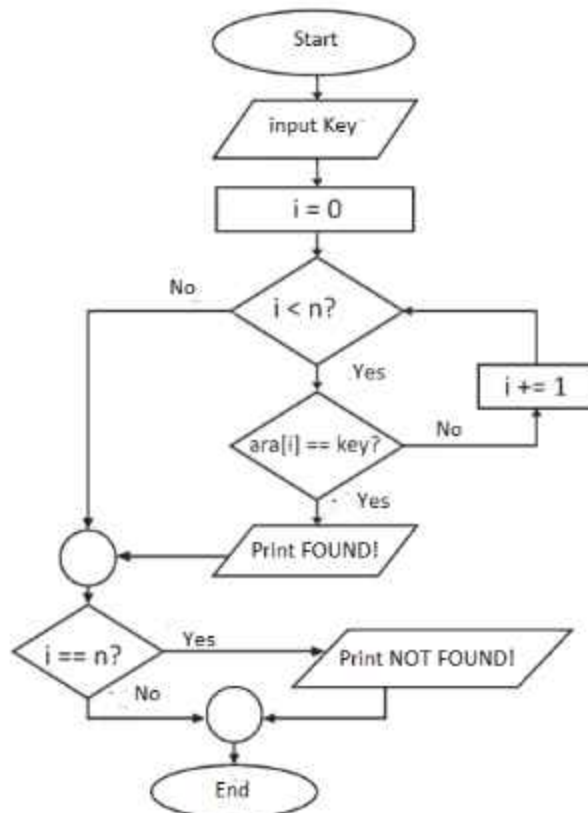 Start
input Key
i = 0
i < n?
No
Yes
i += 1
ara[i] == key?
No
Yes
Print FOUND!
i == n?
Yes
Print NOT FOUND!
No
End